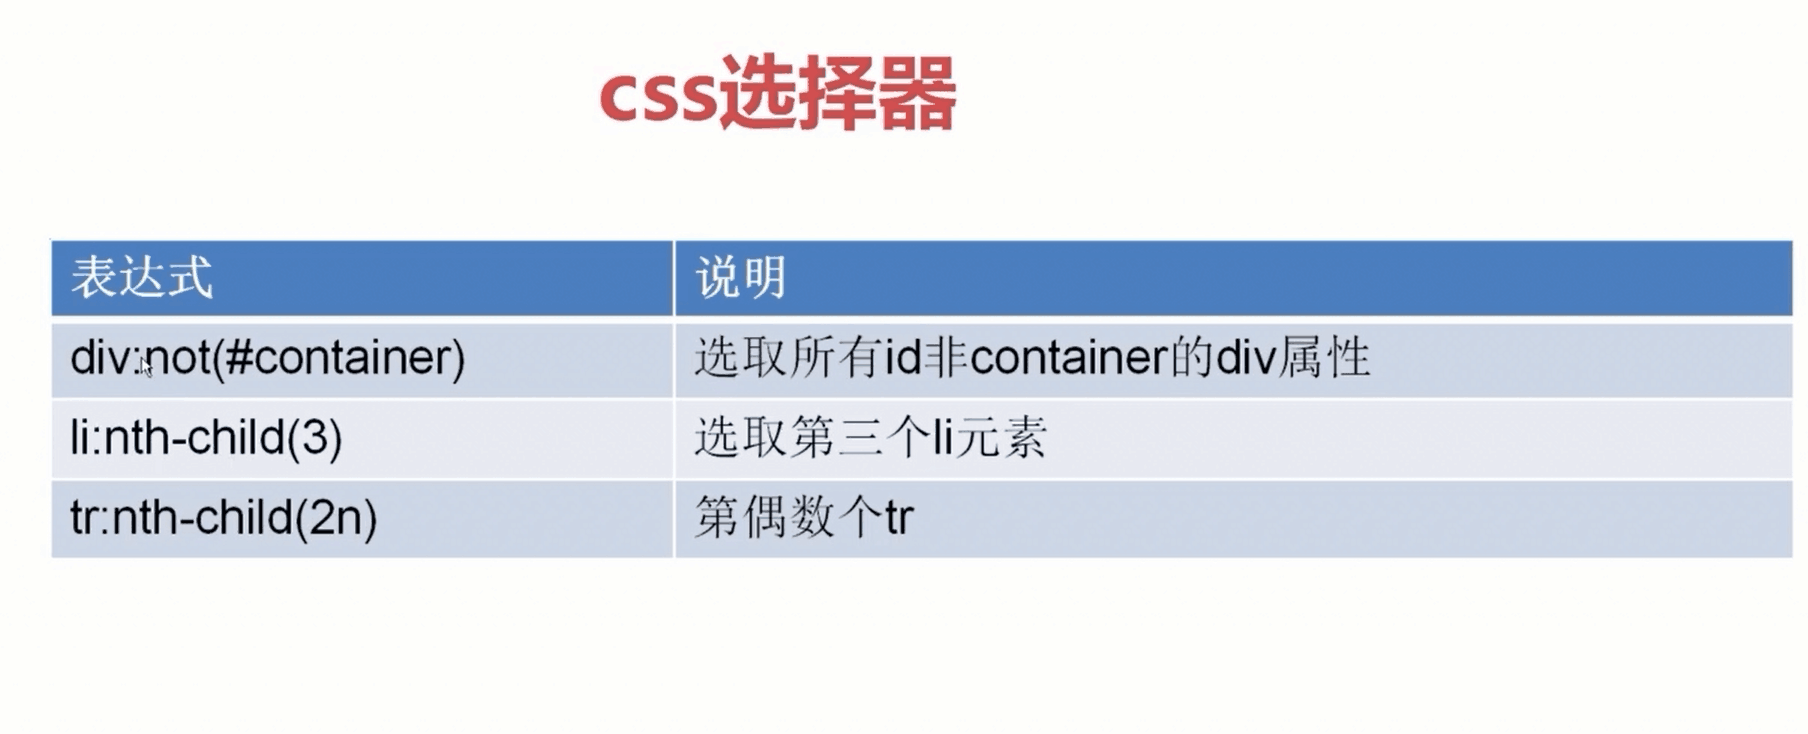 css选择器
表达式 说明
div:not(#container) 选取所有id非container的div属性
li:nth-child(3) 选取第三个li元素
tr:nth-child(2n) 第偶数个tr